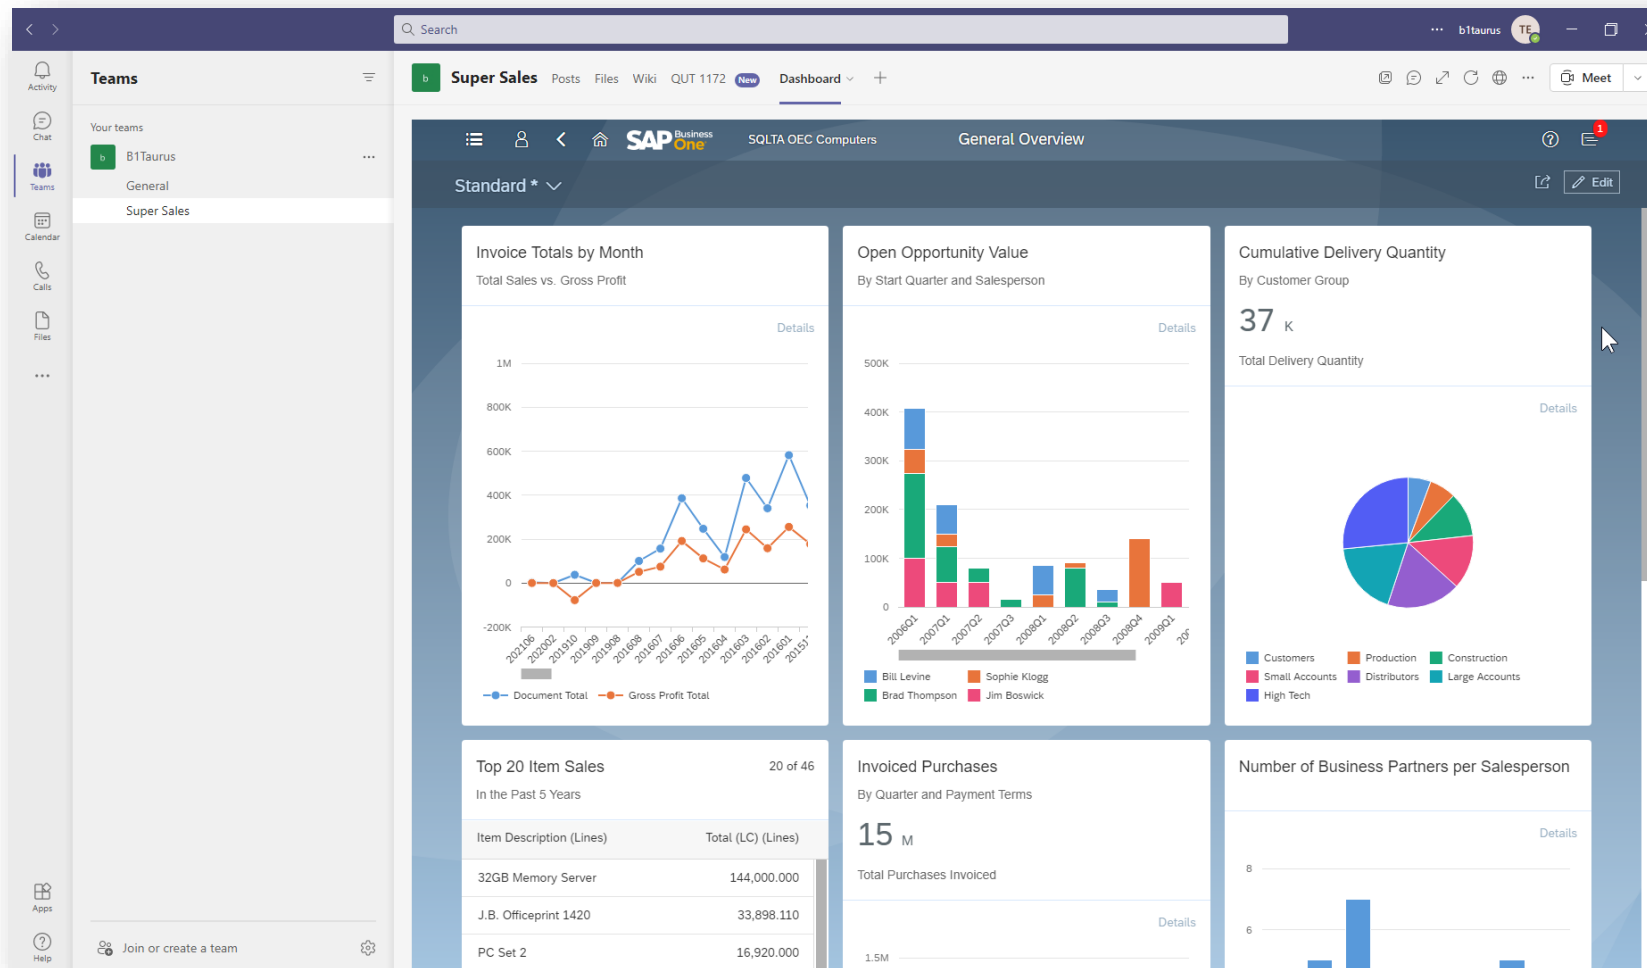 Search
b1taurus
TE
Activity
Chat
Teams
Calendar
Calls
Files
Apps
Help
Teams
Your teams
b B1Taurus
General
Super Sales
Join or create a team
b Super Sales Posts Files Wiki QUT 1172 New Dashboard
Meet
SAP Business One SQLTA OEC Computers General Overview 1
Standard *
Edit
Invoice Totals by Month
Total Sales vs. Gross Profit
Details
1M
800K
600K
400K
200K
0
-200K
202106 202002 201910 201909 201908 201608 201607 201606 201605 201604 201603 201602 201601
Document Total Gross Profit Total
Open Opportunity Value
By Start Quarter and Salesperson
Details
500K
400K
300K
200K
100K
0
2006Q1 2007Q1 2007Q2 2007Q3 2008Q1 2008Q2 2008Q3 2008Q4 2009Q1
Bill Levine Sophie Klogg
Brad Thompson Jim Boswick
Cumulative Delivery Quantity
By Customer Group
37 K
Total Delivery Quantity
Details
Customers Production Construction
Small Accounts Distributors Large Accounts
High Tech
Top 20 Item Sales 20 of 46
In the Past 5 Years
Item Description (Lines) Total (LC) (Lines)
32GB Memory Server 144,000.000
J.B. Officeprint 1420 33,898.110
PC Set 2 16,920.000
Invoiced Purchases
By Quarter and Payment Terms
15 M
Total Purchases Invoiced
Details
1.5M
Number of Business Partners per Salesperson
Details
8
6